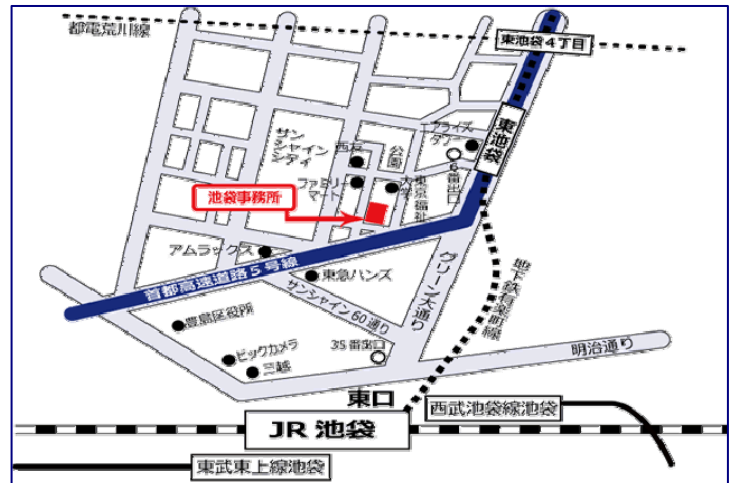 都電荒川線
東池袋4丁目
東池袋
サンシャインシティ
西友
公園
エアライズタワー
6番出口
ファミリーマート
東京福祉大学
池袋事務所
アムラックス
首都高速道路5号線
東急ハンズ
サンシャイン60通り
グリーン大通り
地下鉄有楽町線
豊島区役所
ビックカメラ
三越
35番出口
明治通り
東口
西武池袋線池袋
JR 池袋
東武東上線池袋